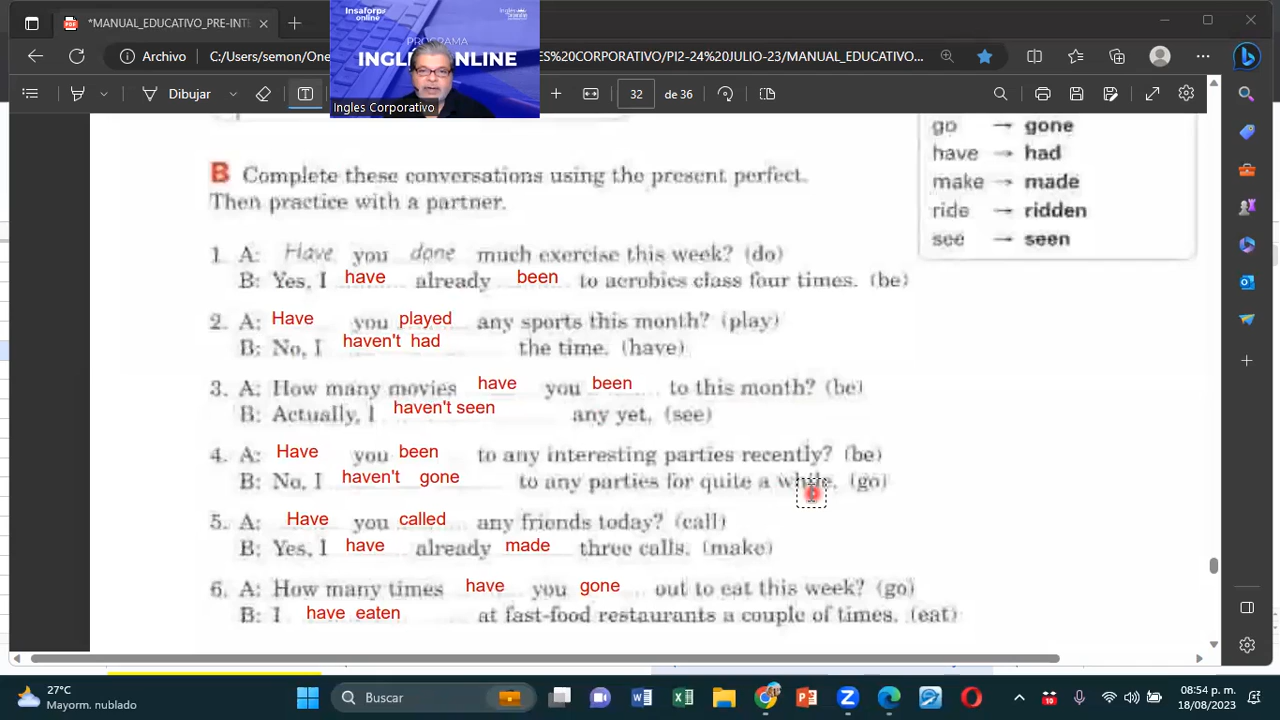 *MANUAL_EDUCATIVO_PRE-INTE
Insaforp
online
PROGRAMA
INGLÉS ONLINE
Ingles Corporativo
Archivo
C:/Users/semon/One
ES%20CORPORATIVO/PI2-24%20JULIO-23/MANUAL_EDUCATIVO...
Dibujar
32 de 36
go → gone
have → had
make → made
ride → ridden
see → seen
B Complete these conversations using the present perfect.
Then practice with a partner.
1. A: Have you done much exercise this week? (do)
B: Yes, I have already been to aerobics class four times. (be)
2. A: Have you played any sports this month? (play)
B: No, I haven't had the time. (have)
3. A: How many movies have you been to this month? (be)
B: Actually, I haven't seen any yet. (see)
4. A: Have you been to any interesting parties recently? (be)
B: No, I haven't gone to any parties for quite a while. (go)
5. A: Have you called any friends today? (call)
B: Yes, I have already made three calls. (make)
6. A: How many times have you gone out to eat this week? (go)
B: I have eaten at fast-food restaurants a couple of times. (eat)
27°C
Mayorm. nublado
Buscar
10
08:54 p. m.
18/08/2023